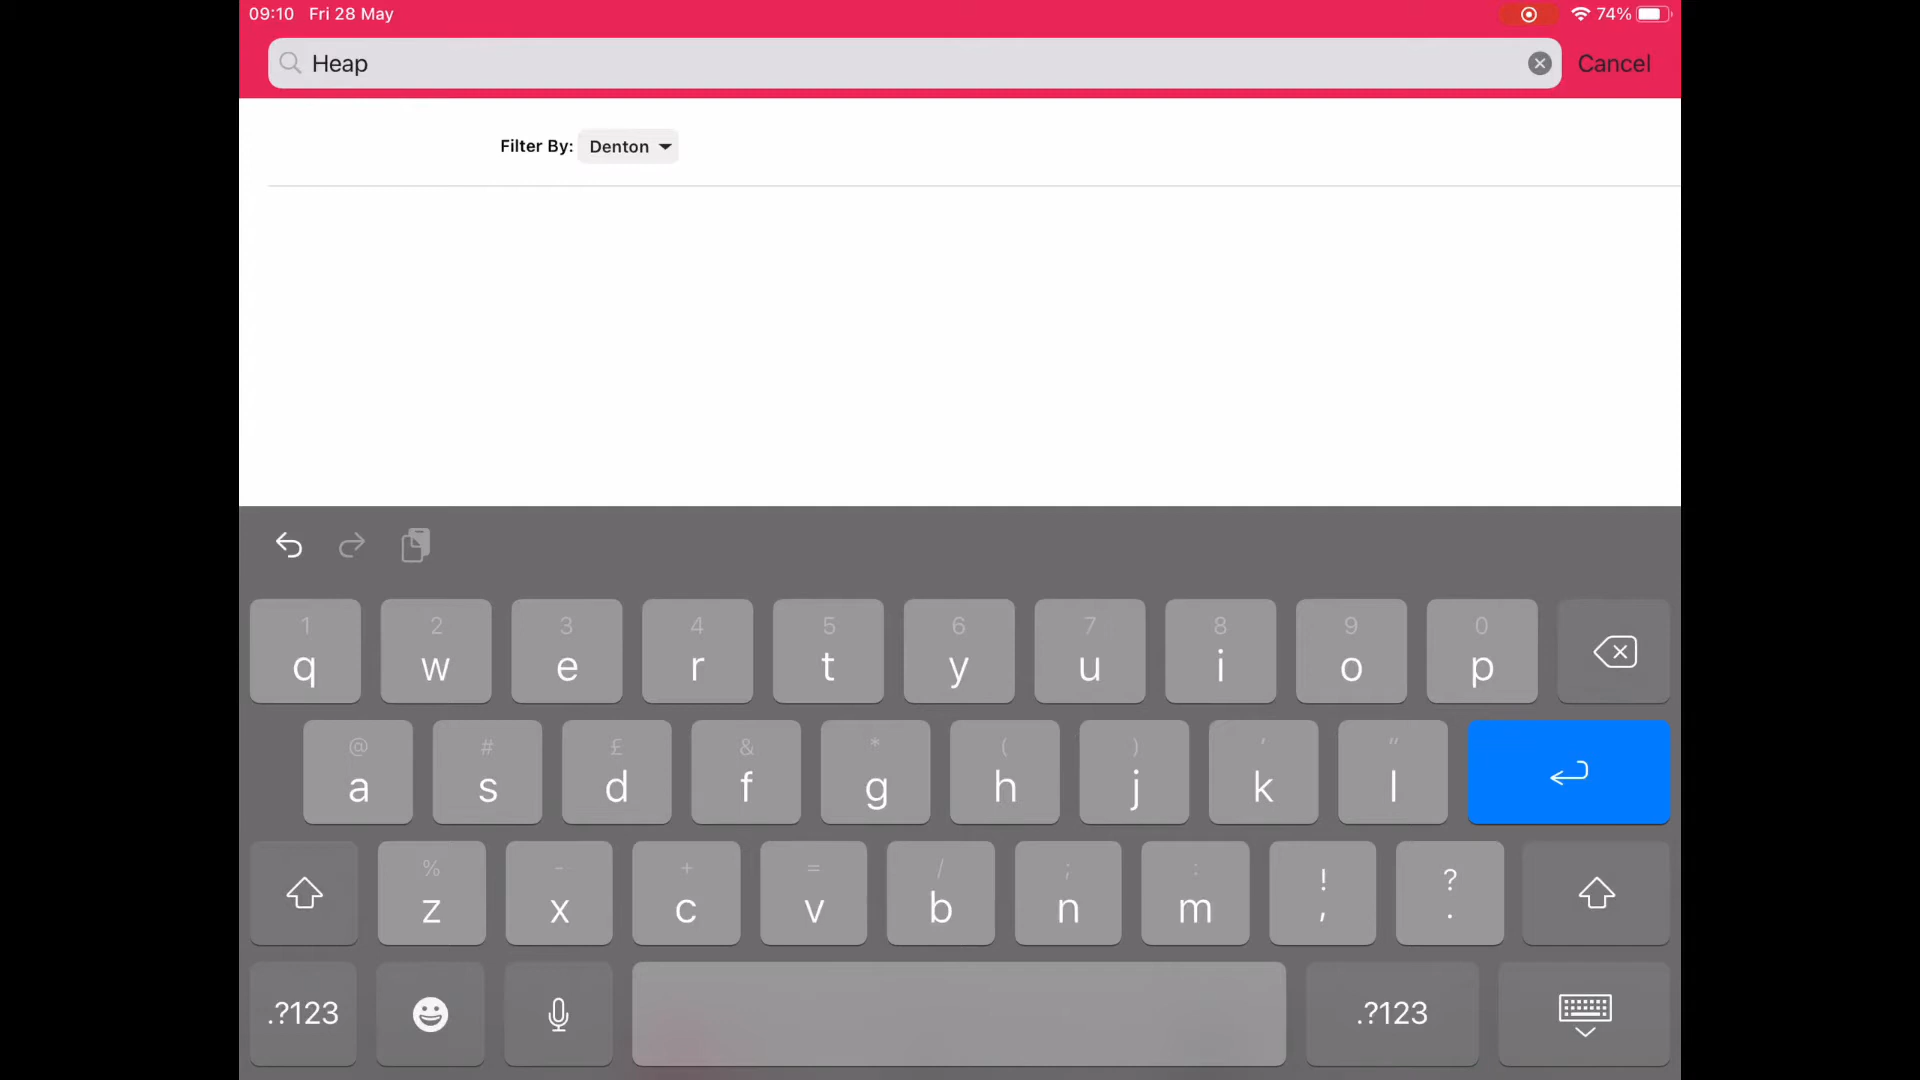 09:10 Fri 28 May 74%
Heap Cancel
Filter By: Denton
1 2 3 4 5 6 7 8 9 0
q w e r t y u i o p
@ # £ & * ( ) ' "
a s d f g h j k l
% - + = / ; : ! ?
z x c v b n m , .
.?123 .?123